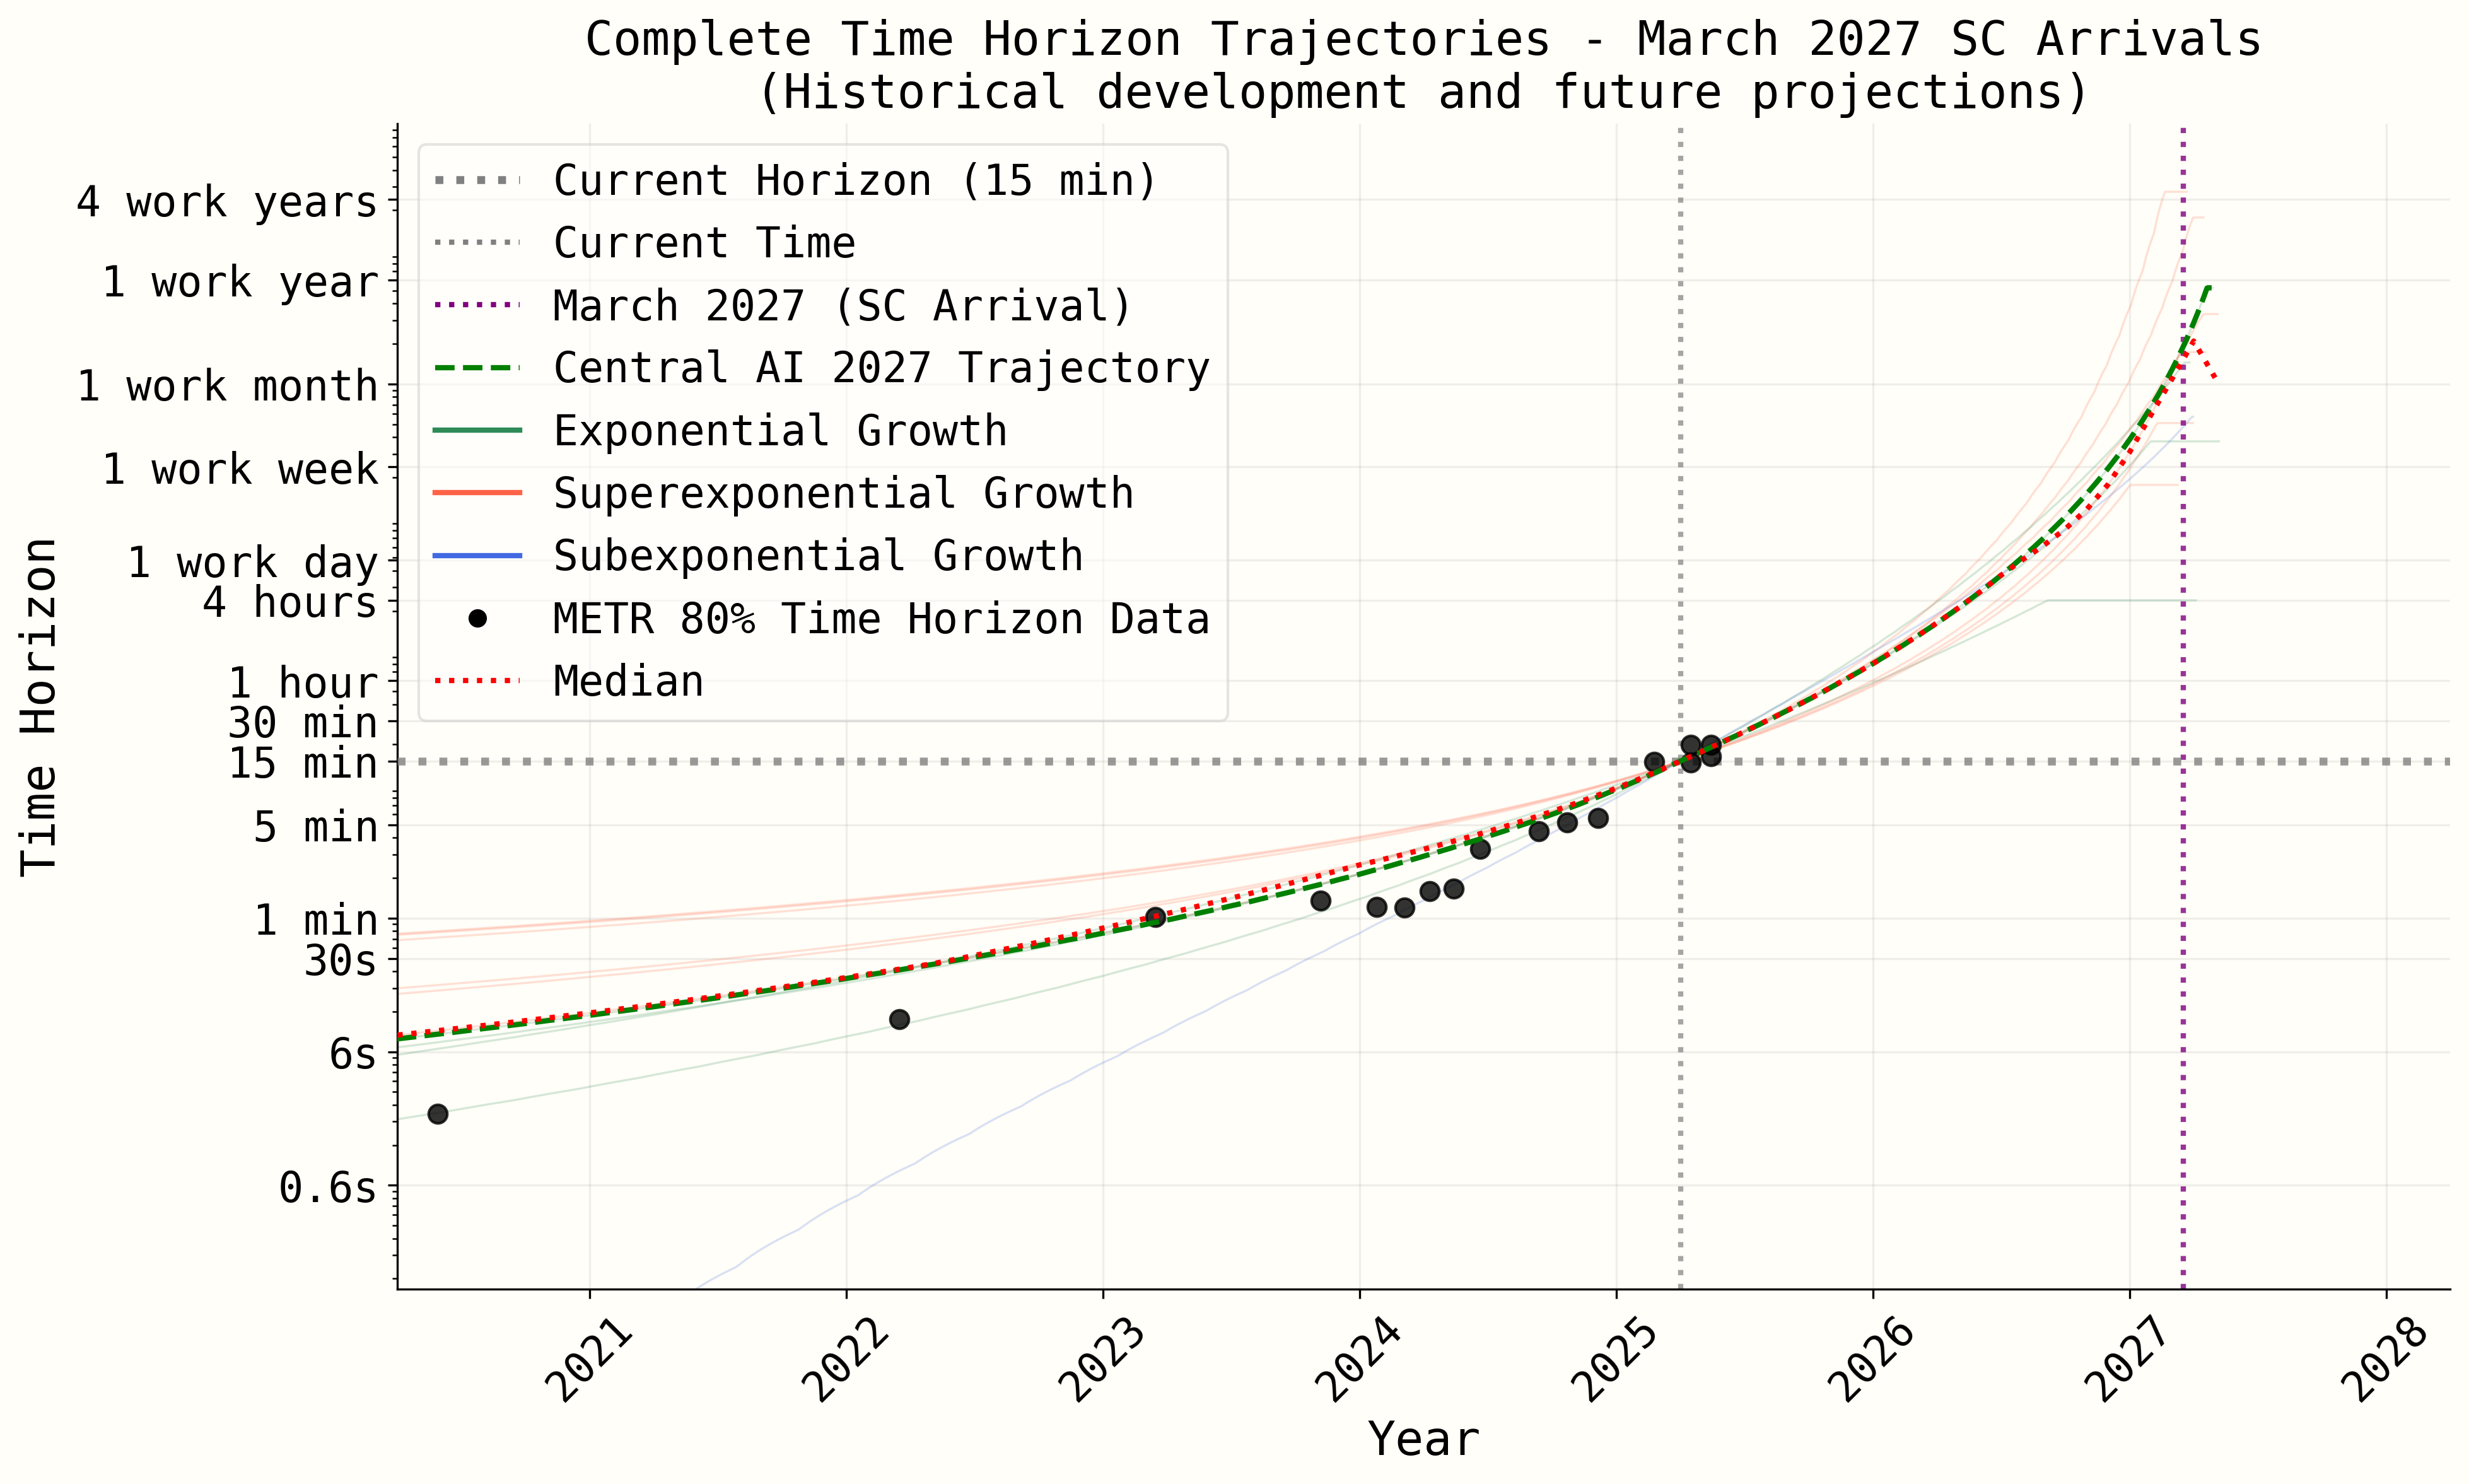 Complete Time Horizon Trajectories - March 2027 SC Arrivals
(Historical development and future projections)
Current Horizon (15 min)
Current Time
March 2027 (SC Arrival)
Central AI 2027 Trajectory
Exponential Growth
Superexponential Growth
Subexponential Growth
METR 80% Time Horizon Data
Median
Time Horizon
4 work years
1 work year
1 work month
1 work week
1 work day
4 hours
1 hour
30 min
15 min
5 min
1 min
30s
6s
0.6s
2021
2022
2023
2024
2025
2026
2027
2028
Year